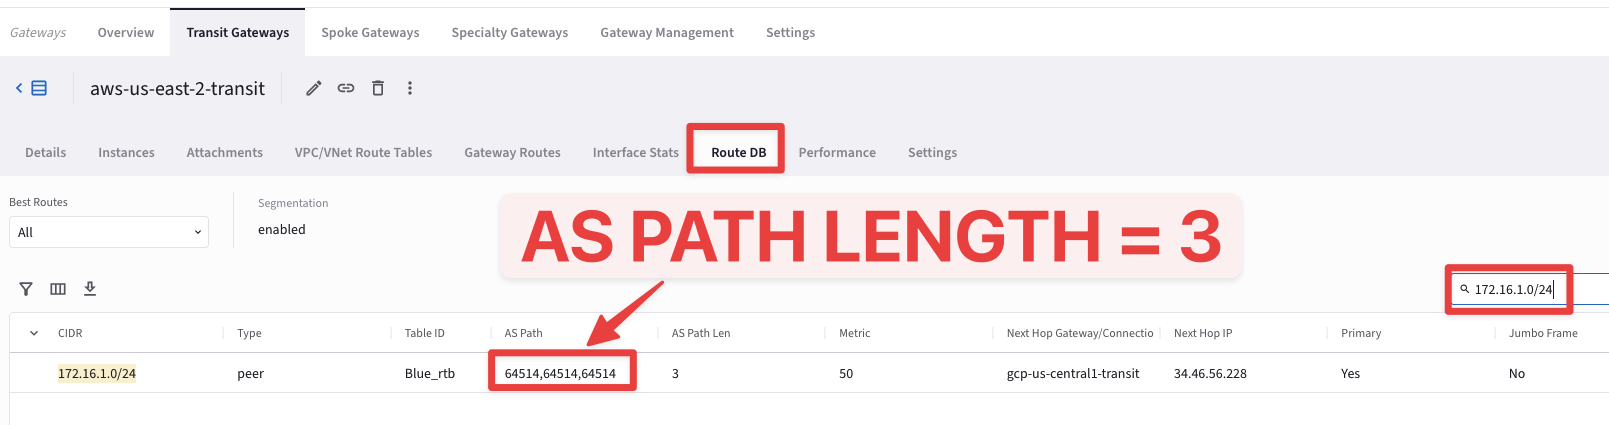 Gateways Overview Transit Gateways Spoke Gateways Specialty Gateways Gateway Management Settings
aws-us-east-2-transit
Details Instances Attachments VPC/VNet Route Tables Gateway Routes Interface Stats Route DB Performance Settings
Best Routes Segmentation
All enabled
AS PATH LENGTH = 3
172.16.1.0/24
CIDR Type Table ID AS Path AS Path Len Metric Next Hop Gateway/Connectio Next Hop IP Primary Jumbo Frame
172.16.1.0/24 peer Blue_rtb 64514,64514,64514 3 50 gcp-us-central1-transit 34.46.56.228 Yes No